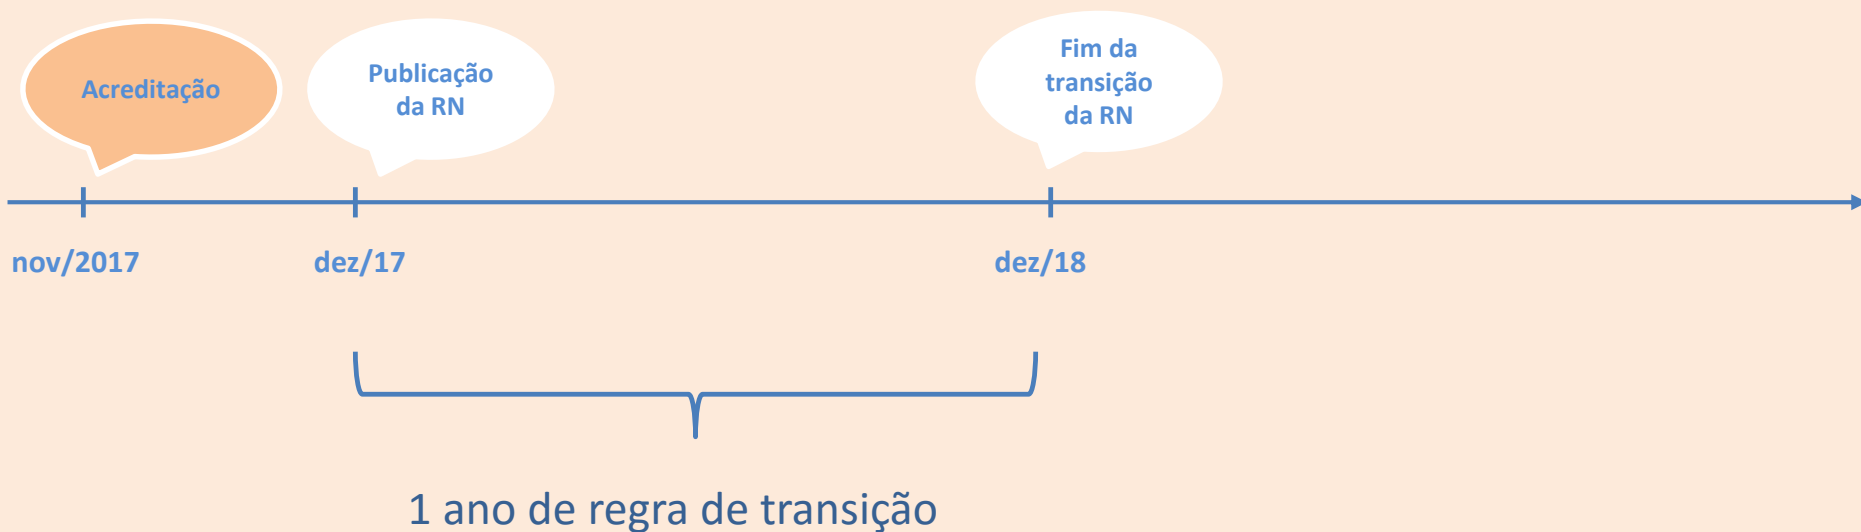 Acreditação
Publicação
da RN
Fim da
transição
da RN
nov/2017
dez/17
dez/18
1 ano de regra de transição